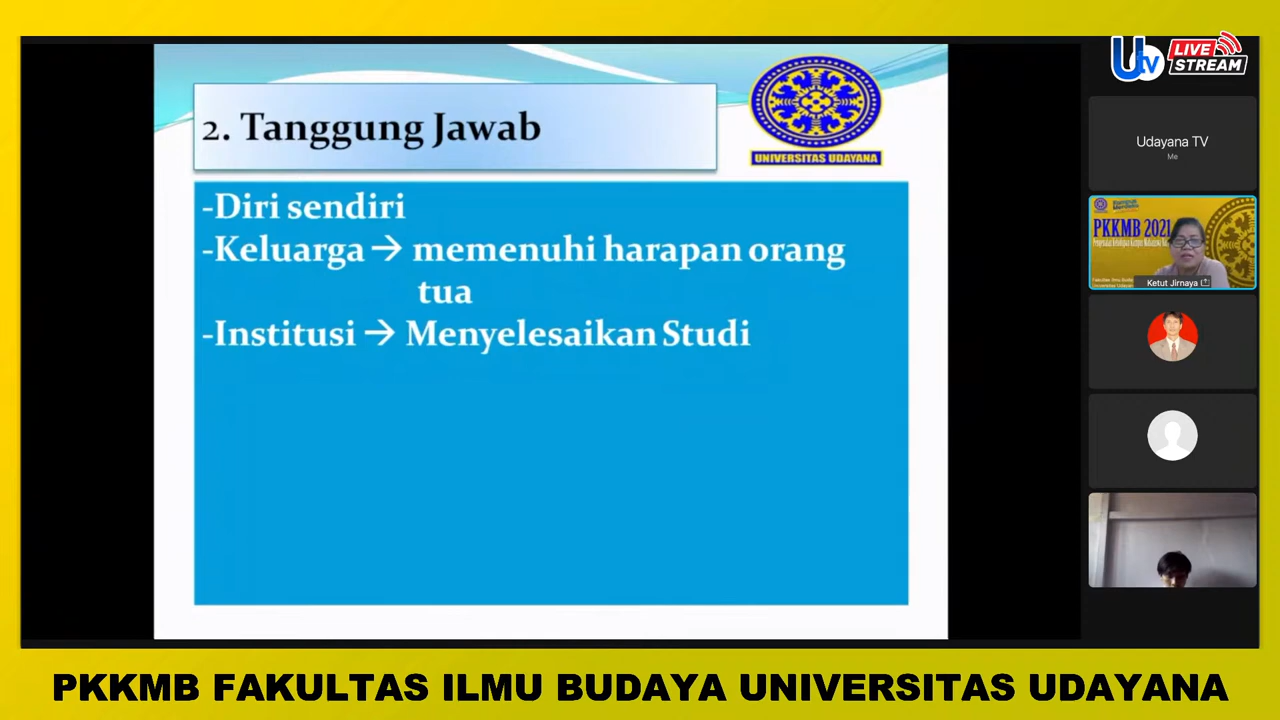 2. Tanggung Jawab
UNIVERSITAS UDAYANA
-Diri sendiri
-Keluarga → memenuhi harapan orang
tua
-Institusi → Menyelesaikan Studi
U tv
LIVE
STREAM
Udayana TV
Me
PKKMB 2021
Ketut Jirnaya
PKKMB FAKULTAS ILMU BUDAYA UNIVERSITAS UDAYANA